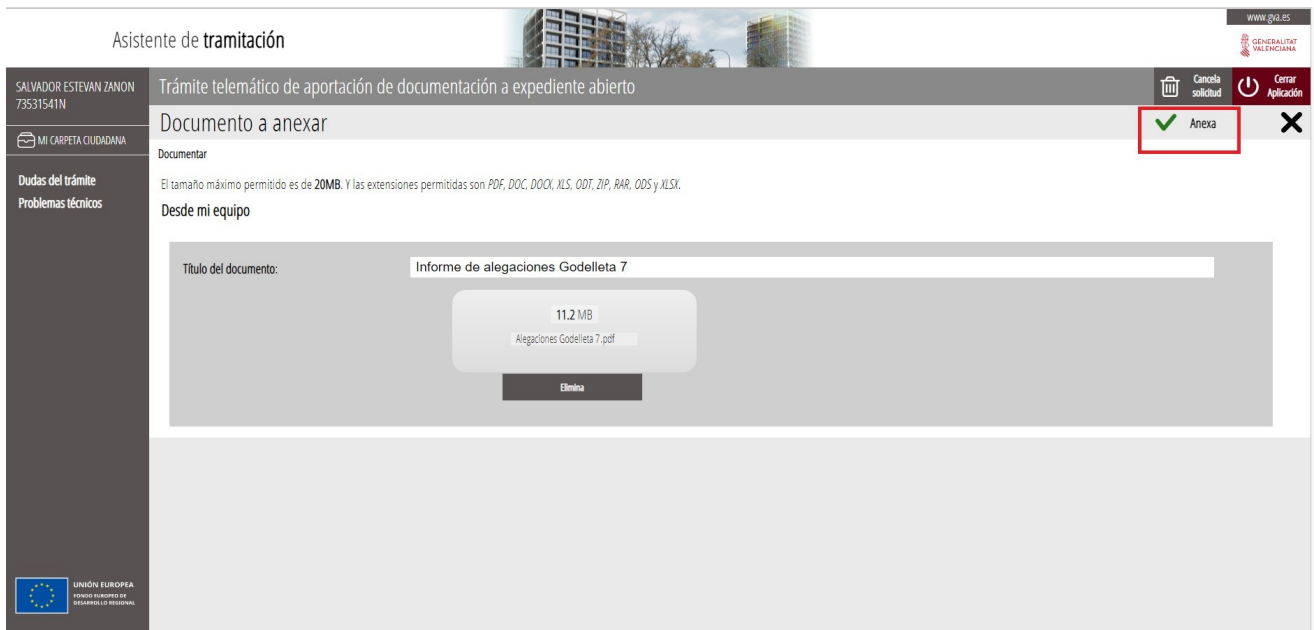 www.gva.es
Asistente de tramitación
GENERALITAT
VALENCIANA
SALVADOR ESTEVAN ZANON
73531541N
Trámite telemático de aportación de documentación a expediente abierto
Cancela
solicitud
Cerrar
Aplicación
MI CARPETA CIUDADANA
Documento a anexar
Anexa
Documentar
Dudas del trámite
Problemas técnicos
El tamaño máximo permitido es de 20MB. Y las extensiones permitidas son PDF, DOC, DOCX, XLS, ODT, ZIP, RAR, ODS y XLSX.
Desde mi equipo
Título del documento:
Informe de alegaciones Godelleta 7
11.2 MB
Alegaciones Godelleta 7.pdf
Elimina
UNIÓN EUROPEA
FONDO EUROPEO DE
DESARROLLO REGIONAL